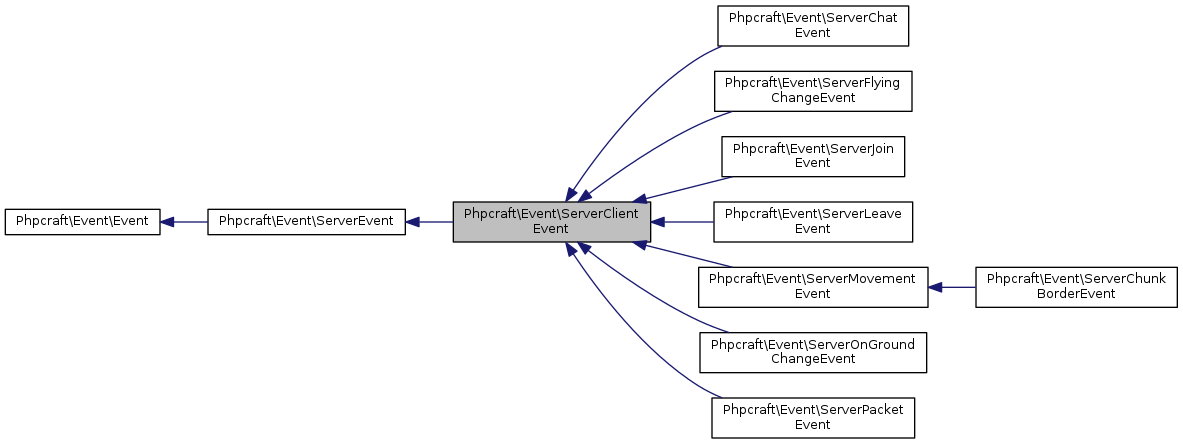 Phpcraft\Event\Event
Phpcraft\Event\ServerEvent
Phpcraft\Event\ServerClient
Event
Phpcraft\Event\ServerChat
Event
Phpcraft\Event\ServerFlying
ChangeEvent
Phpcraft\Event\ServerJoin
Event
Phpcraft\Event\ServerLeave
Event
Phpcraft\Event\ServerMovement
Event
Phpcraft\Event\ServerOnGround
ChangeEvent
Phpcraft\Event\ServerPacket
Event
Phpcraft\Event\ServerChunk
BorderEvent